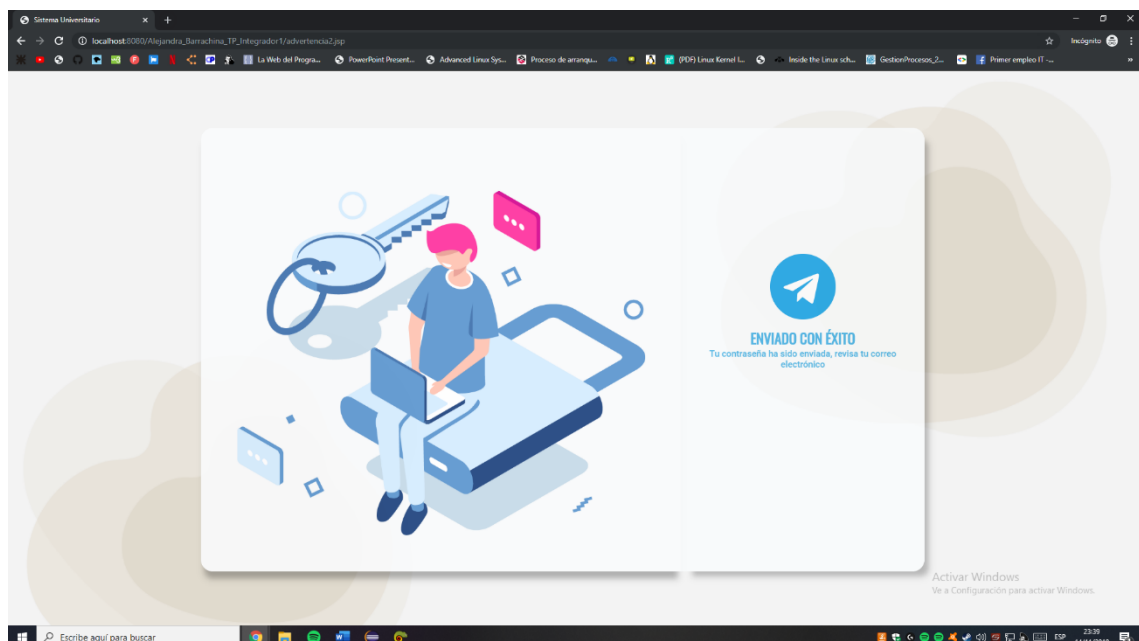 Sistema Universitario
localhost:8080/Alejandra_Barrachina_TP_Integrador1/advertencia2.jsp
Incógnito
La Web del Progra...
PowerPoint Present...
Advanced Linux Sys...
Proceso de arranqu...
(PDF) Linux Kernel I...
Inside the Linux sch...
GestionProcesos_2...
Primer empleo IT -...
ENVIADO CON ÉXITO
Tu contraseña ha sido enviada, revisa tu correo
electrónico
Activar Windows
Ve a Configuración para activar Windows.
Escribe aquí para buscar
ESP
23:39